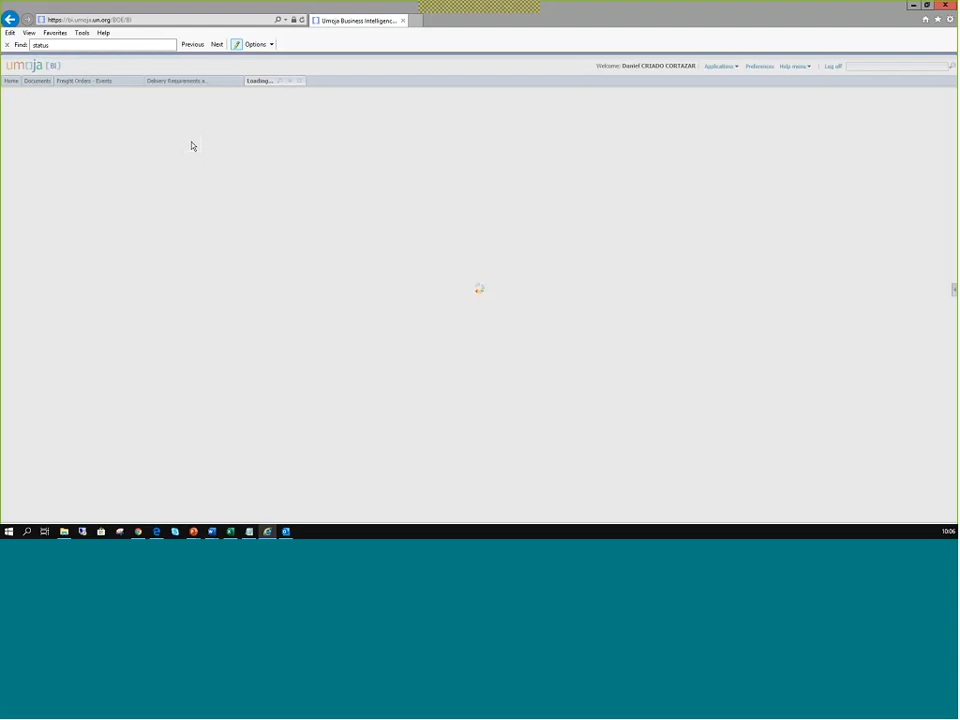 https://bi.umoja.un.org/BOE/BI
Umoja Business Intelligenc...
Edit View Favorites Tools Help
Find: status Previous Next Options
umoja [BI]
Welcome: Daniel CRIADO CORTAZAR Applications Preferences Help menu Log off
Home Documents Freight Orders - Events Delivery Requirements a... Loading...
10:06